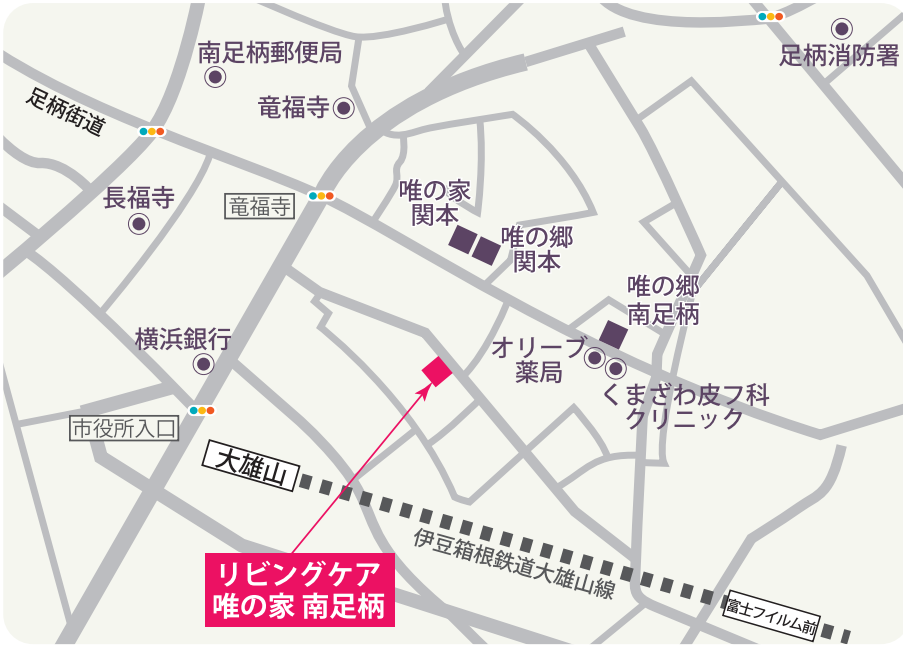 足柄消防署
南足柄郵便局
竜福寺
足柄街道
長福寺
竜福寺
唯の家
関本
唯の郷
関本
唯の郷
南足柄
横浜銀行
オリーブ
薬局
くまざわ皮フ科
クリニック
市役所入口
大雄山
伊豆箱根鉄道大雄山線
リビングケア
唯の家 南足柄
富士フイルム前